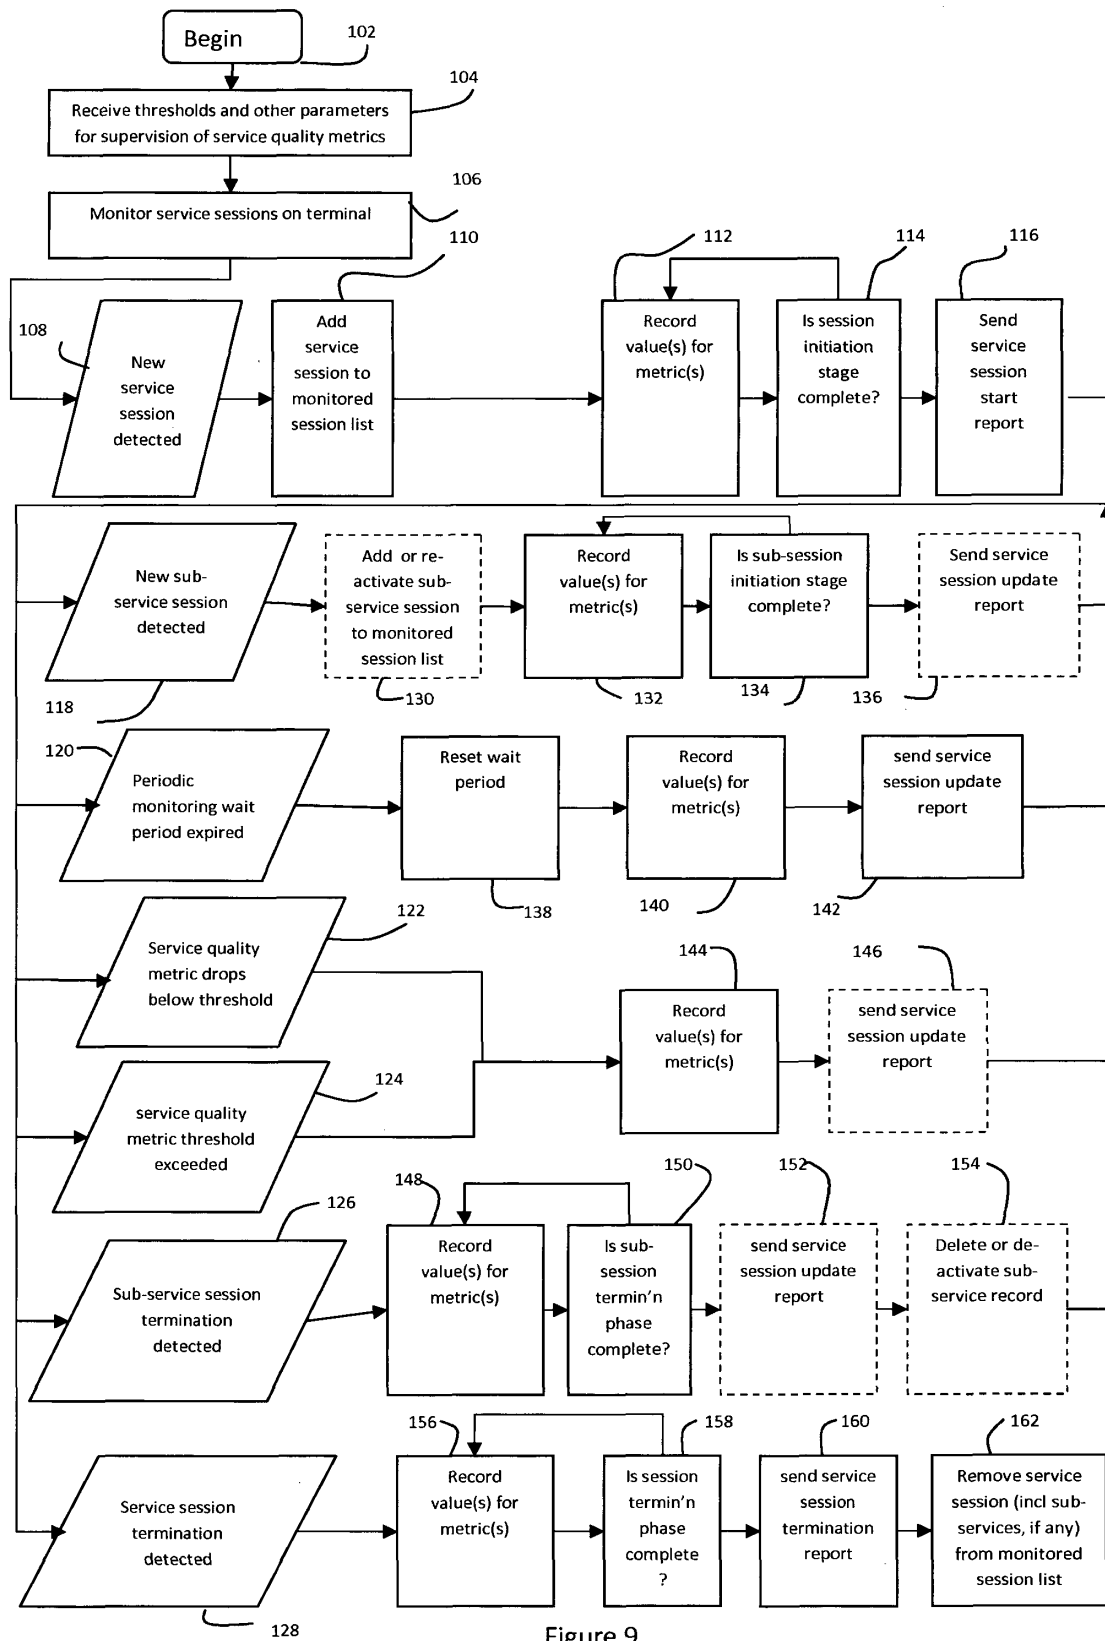 Begin
102
104
Receive thresholds and other parameters
for supervision of service quality metrics
106
Monitor service sessions on terminal
110
112
114
116
108
New
service
session
detected
Add
service
session to
monitored
session list
Record
value(s) for
metric(s)
Is session
initiation
stage
complete?
Send
service
session
start
report
New sub-
service session
detected
Add or re-
activate sub-
service session
to monitored
session list
Record
value(s) for
metric(s)
Is sub-session
initiation stage
complete?
Send service
session update
report
118
130
132
134
136
120
Periodic
monitoring wait
period expired
Reset wait
period
Record
value(s) for
metric(s)
send service
session update
report
138
140
142
122
Service quality
metric drops
below threshold
144
146
Record
value(s) for
metric(s)
send service
session update
report
124
service quality
metric threshold
exceeded
126
148
150
152
154
Sub-service session
termination
detected
Record
value(s) for
metric(s)
Is sub-
session
termin'n
phase
complete?
send service
session update
report
Delete or de-
activate sub-
service record
156
158
160
162
Service session
termination
detected
Record
value(s) for
metric(s)
Is session
termin'n
phase
complete
?
send service
session
termination
report
Remove service
session (incl sub-
services, if any)
from monitored
session list
128
Figure 9